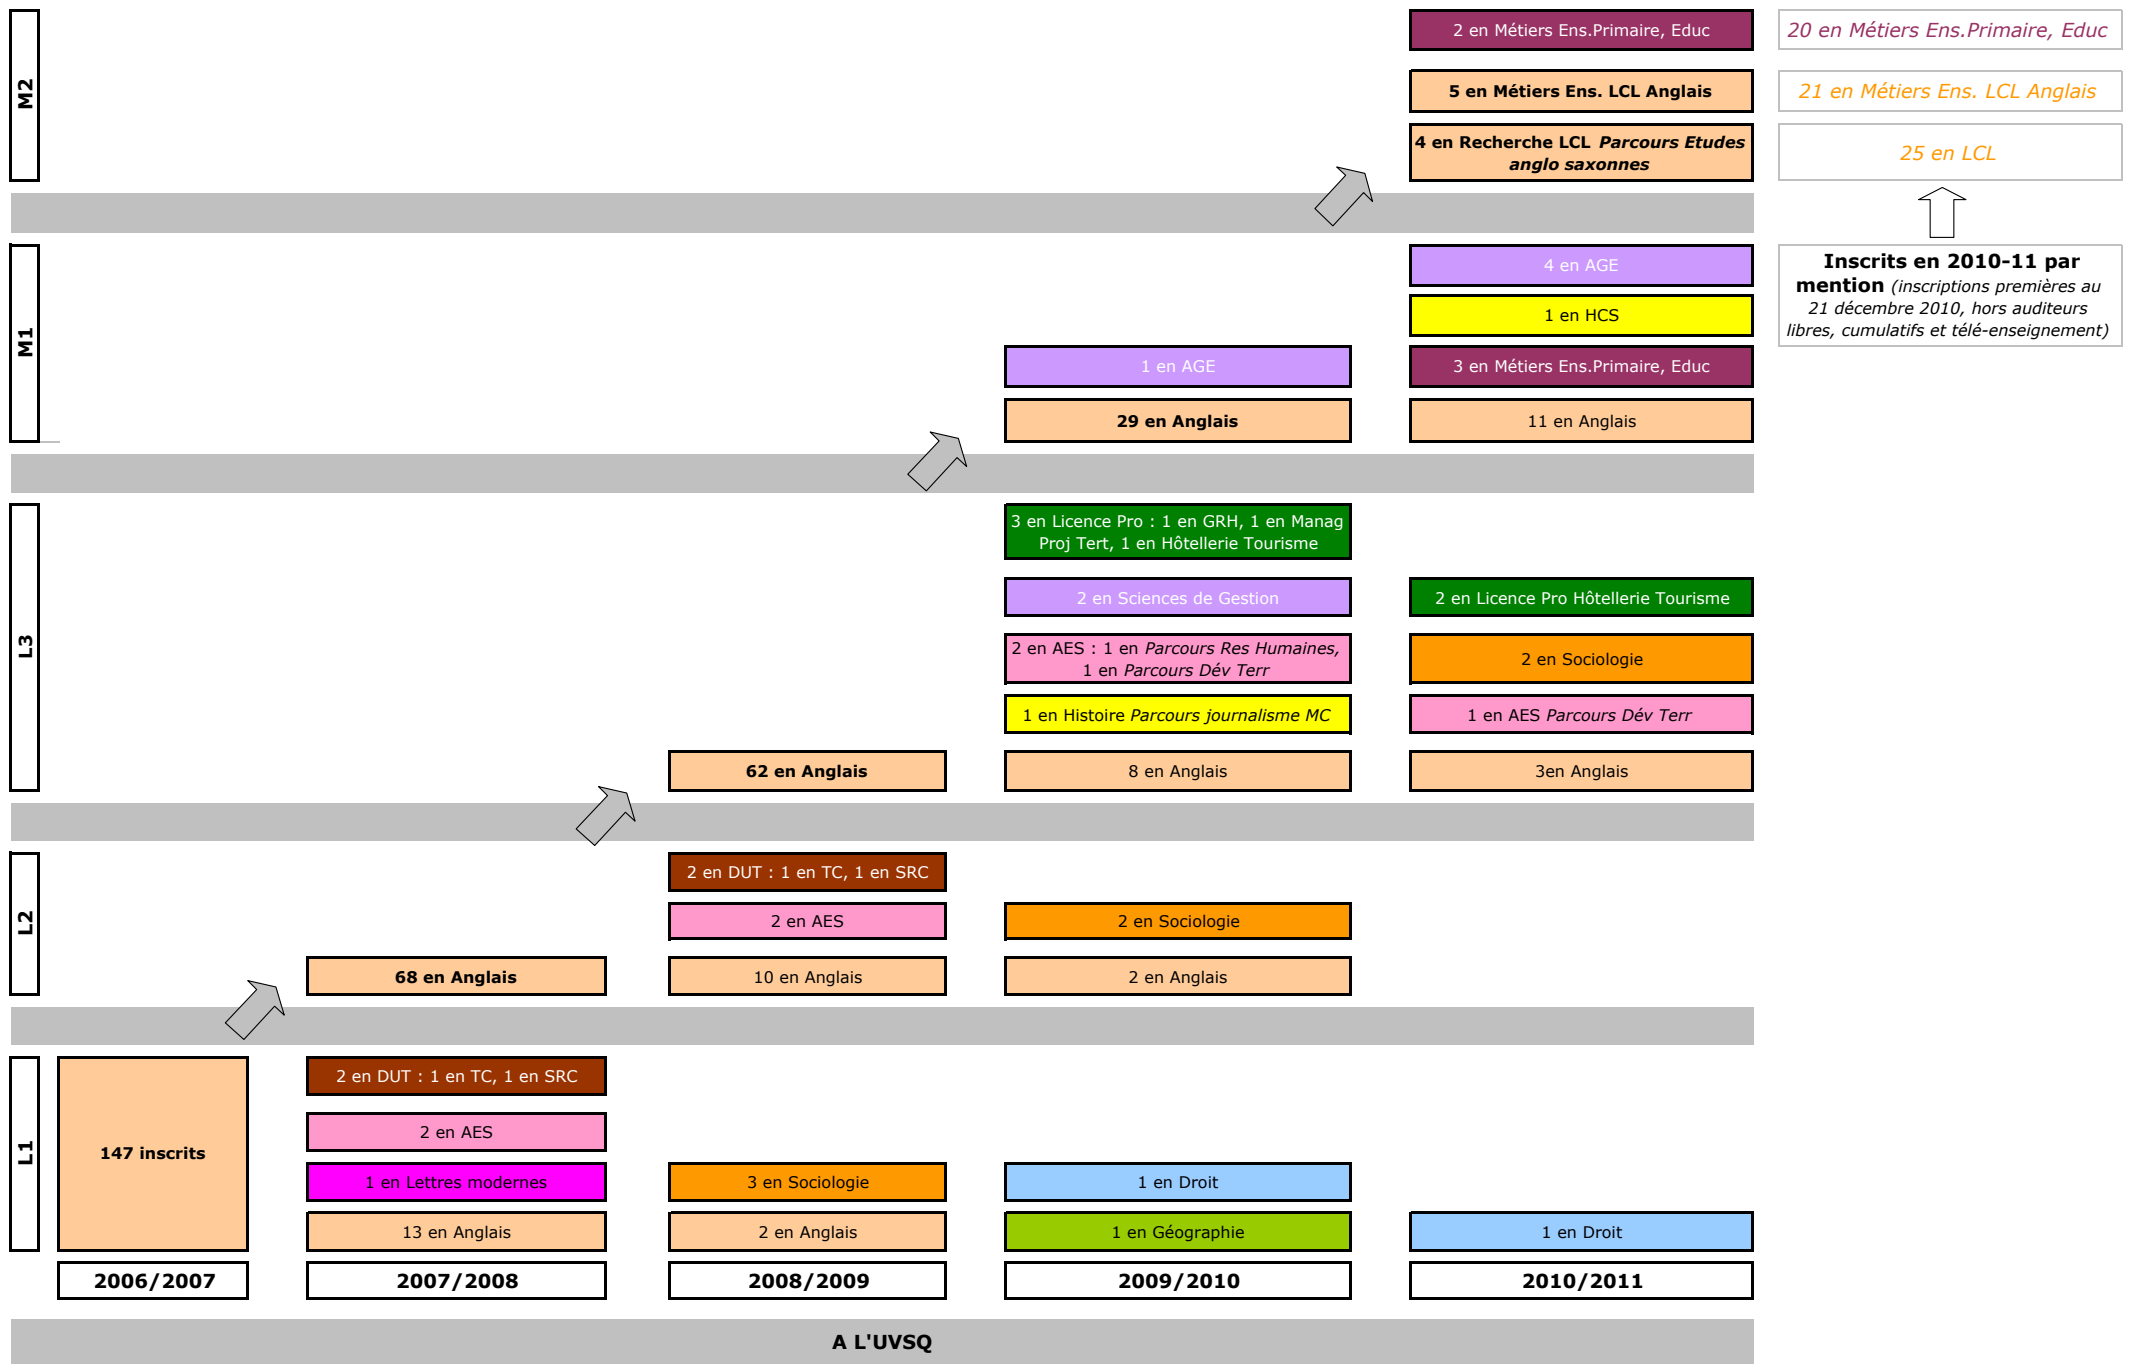 M2
2 en Métiers Ens.Primaire, Educ
20 en Métiers Ens.Primaire, Educ
5 en Métiers Ens. LCL Anglais
21 en Métiers Ens. LCL Anglais
4 en Recherche LCL Parcours Etudes
anglo saxonnes
25 en LCL
M1
4 en AGE
Inscrits en 2010-11 par
mention (inscriptions premières au
21 décembre 2010, hors auditeurs
libres, cumulatifs et télé-enseignement)
1 en HCS
1 en AGE
3 en Métiers Ens.Primaire, Educ
29 en Anglais
11 en Anglais
L3
3 en Licence Pro : 1 en GRH, 1 en Manag
Proj Tert, 1 en Hôtellerie Tourisme
2 en Sciences de Gestion
2 en Licence Pro Hôtellerie Tourisme
2 en AES : 1 en Parcours Res Humaines,
1 en Parcours Dév Terr
2 en Sociologie
1 en Histoire Parcours journalisme MC
1 en AES Parcours Dév Terr
62 en Anglais
8 en Anglais
3en Anglais
L2
2 en DUT : 1 en TC, 1 en SRC
2 en AES
2 en Sociologie
68 en Anglais
10 en Anglais
2 en Anglais
L1
147 inscrits
2 en DUT : 1 en TC, 1 en SRC
2 en AES
1 en Lettres modernes
3 en Sociologie
1 en Droit
13 en Anglais
2 en Anglais
1 en Géographie
1 en Droit
2006/2007
2007/2008
2008/2009
2009/2010
2010/2011
A L'UVSQ